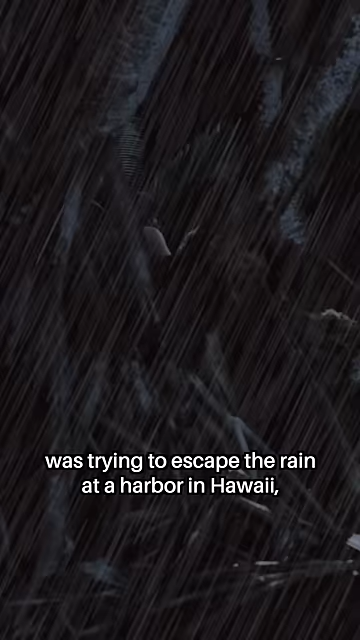 was trying to escape the rain
at a harbor in Hawaii,